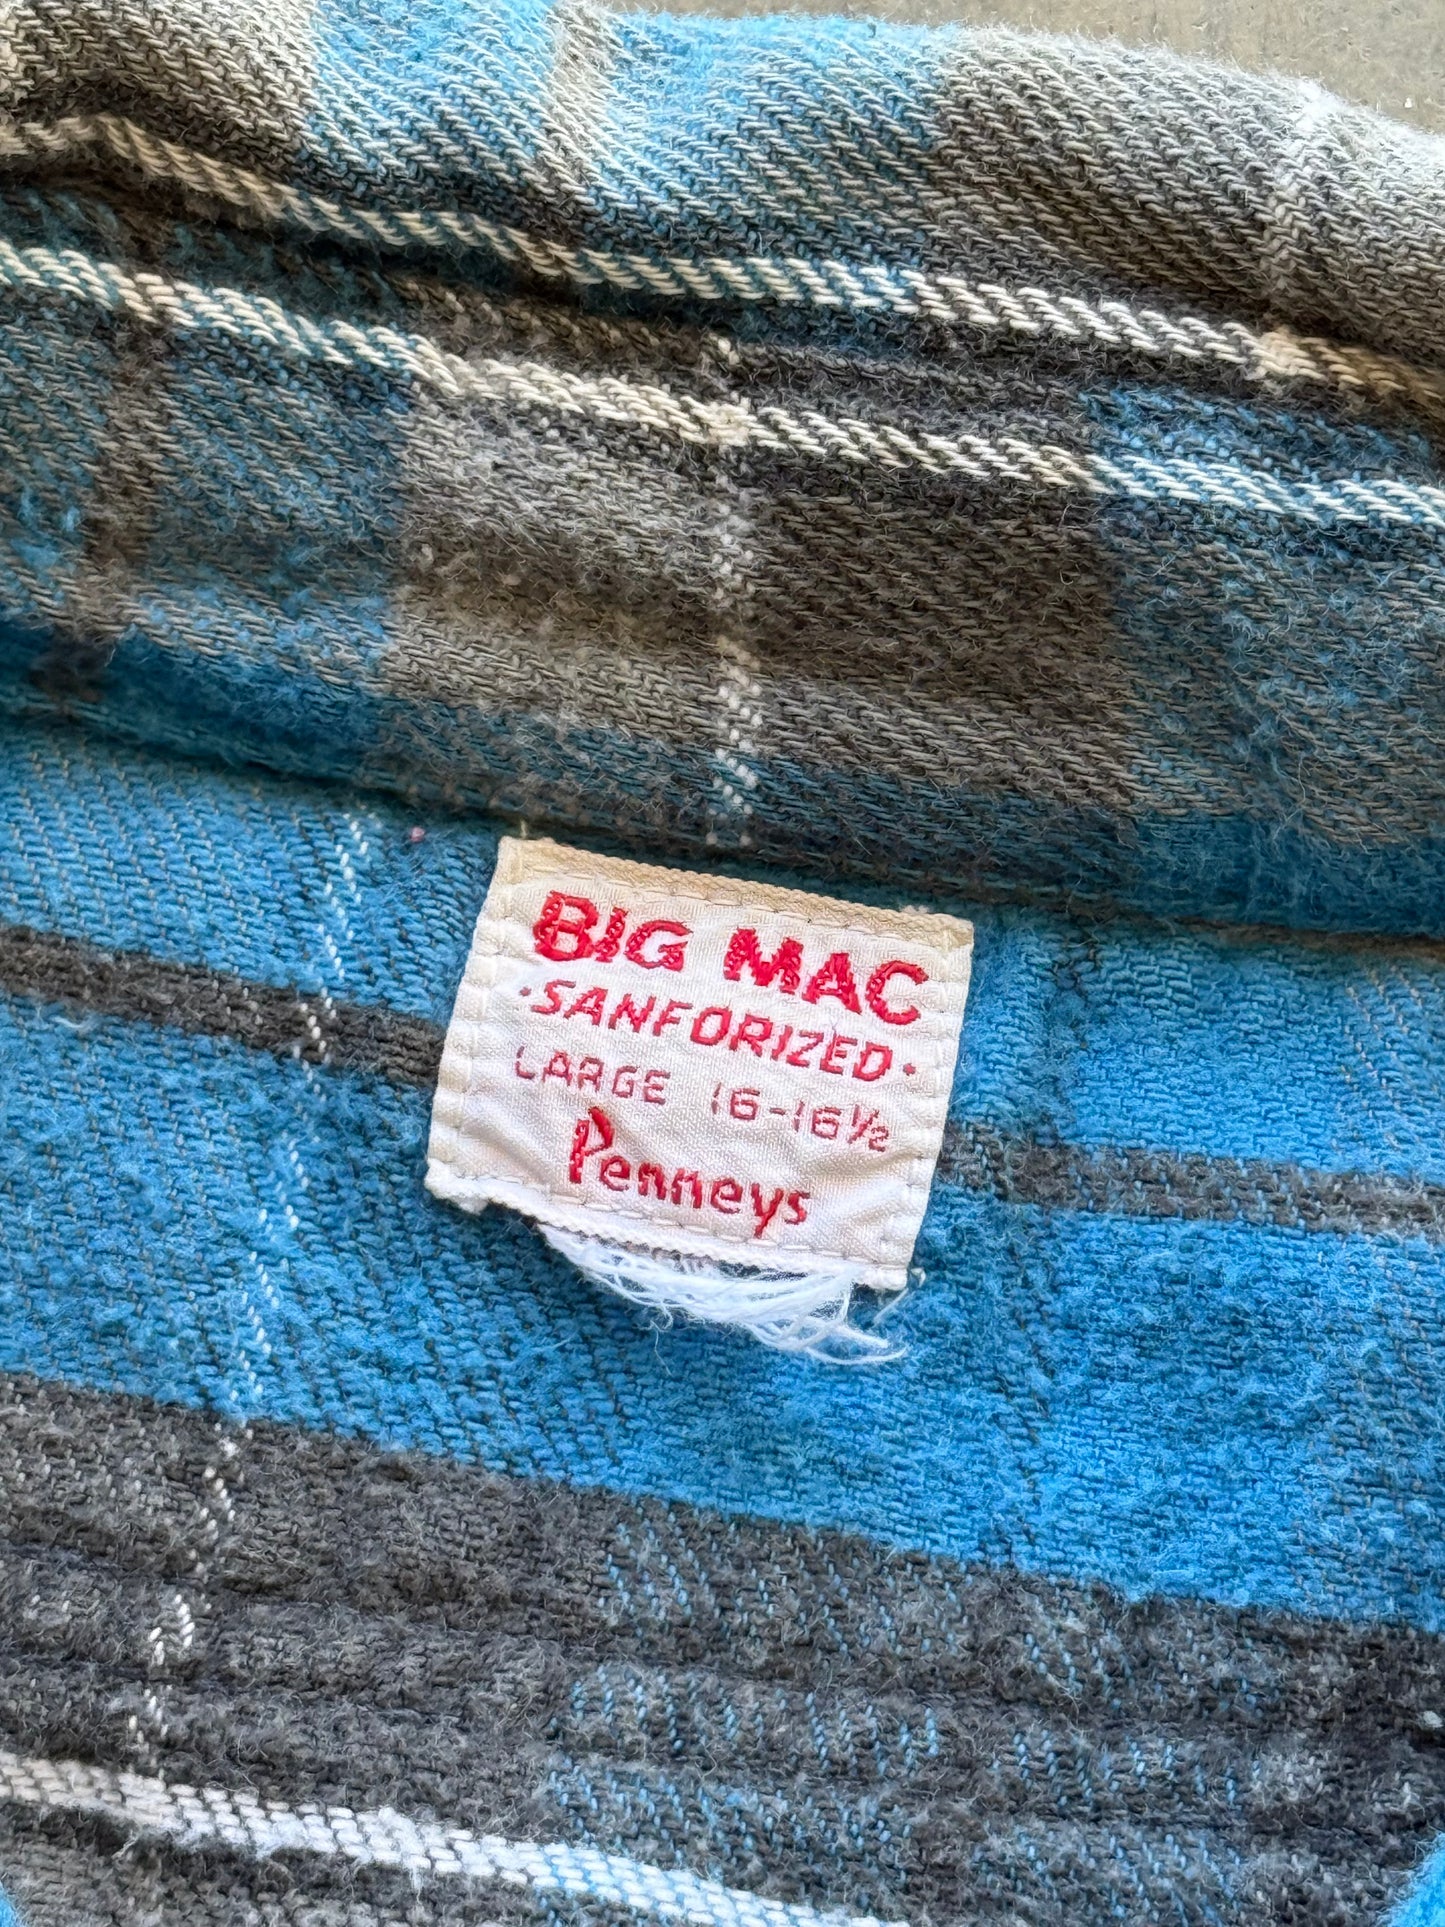 BIG MAC
·SANFORIZED·
LARGE 16-16½
Penneys